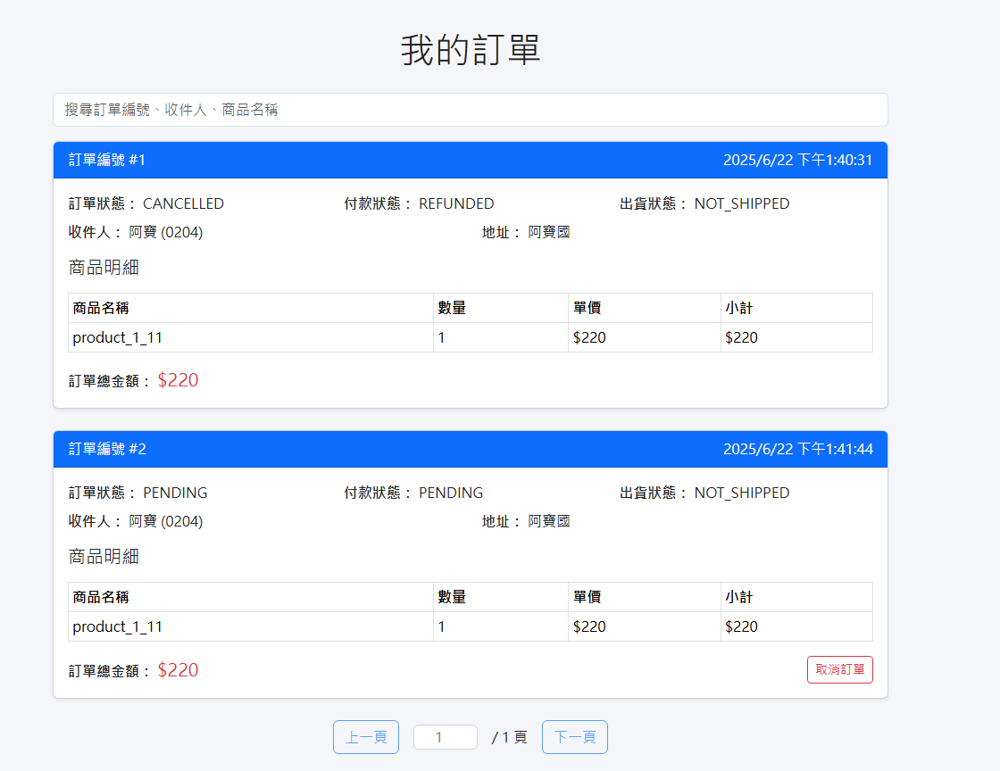 我的訂單
搜尋訂單編號、收件人、商品名稱
訂單編號 #1 2025/6/22 下午1:40:31
訂單狀態： CANCELLED 付款狀態： REFUNDED 出貨狀態： NOT_SHIPPED
收件人： 阿寶 (0204) 地址： 阿寶國
商品明細
商品名稱 數量 單價 小計
product_1_11 1 $220 $220
訂單總金額： $220
訂單編號 #2 2025/6/22 下午1:41:44
訂單狀態： PENDING 付款狀態： PENDING 出貨狀態： NOT_SHIPPED
收件人： 阿寶 (0204) 地址： 阿寶國
商品明細
商品名稱 數量 單價 小計
product_1_11 1 $220 $220
訂單總金額： $220 取消訂單
上一頁 1 / 1 頁 下一頁